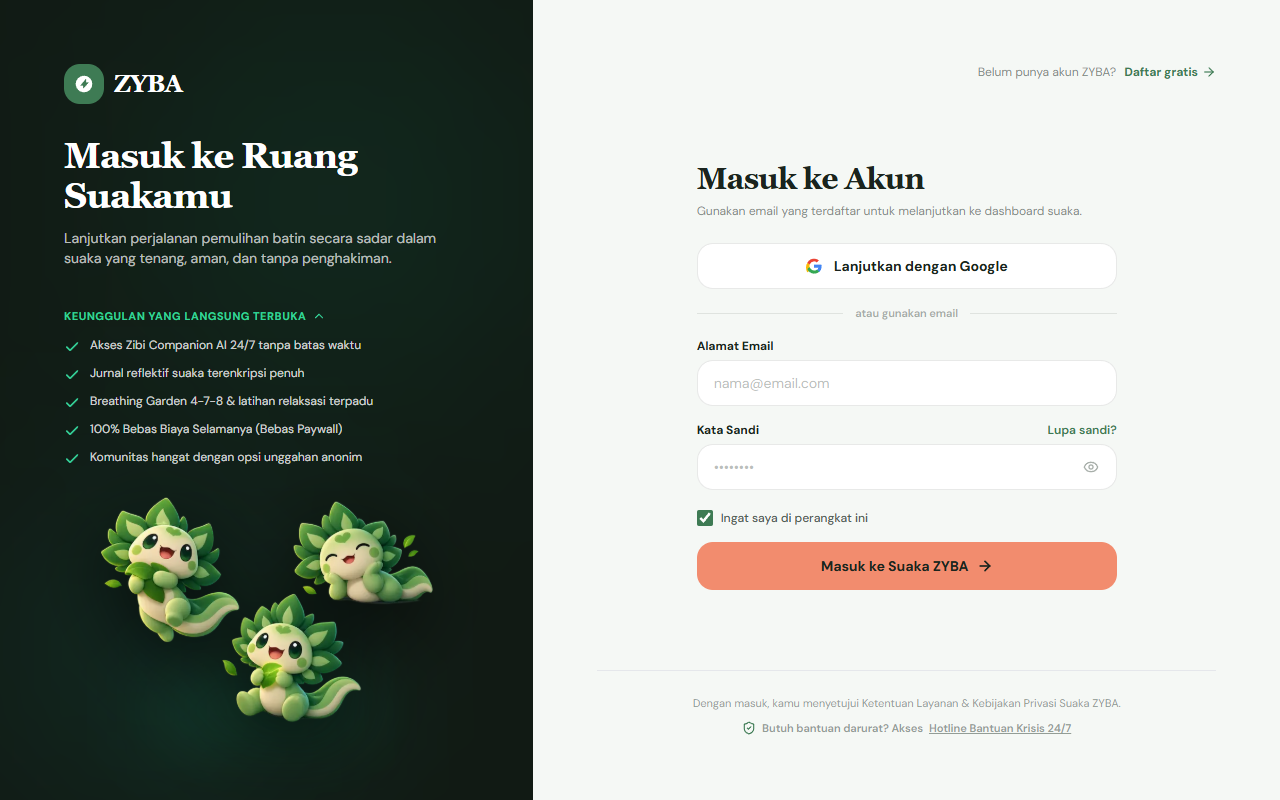 ZYBA
Masuk ke Ruang
Suakamu
Lanjutkan perjalanan pemulihan batin secara sadar dalam
suaka yang tenang, aman, dan tanpa penghakiman.
KEUNGGULAN YANG LANGSUNG TERBUKA
Akses Zibi Companion AI 24/7 tanpa batas waktu
Jurnal reflektif suaka terenkripsi penuh
Breathing Garden 4-7-8 & latihan relaksasi terpadu
100% Bebas Biaya Selamanya (Bebas Paywall)
Komunitas hangat dengan opsi unggahan anonim
Belum punya akun ZYBA? Daftar gratis →
Masuk ke Akun
Gunakan email yang terdaftar untuk melanjutkan ke dashboard suaka.
Lanjutkan dengan Google
atau gunakan email
Alamat Email
nama@email.com
Kata Sandi Lupa sandi?
••••••••
Ingat saya di perangkat ini
Masuk ke Suaka ZYBA →
Dengan masuk, kamu menyetujui Ketentuan Layanan & Kebijakan Privasi Suaka ZYBA.
Butuh bantuan darurat? Akses Hotline Bantuan Krisis 24/7